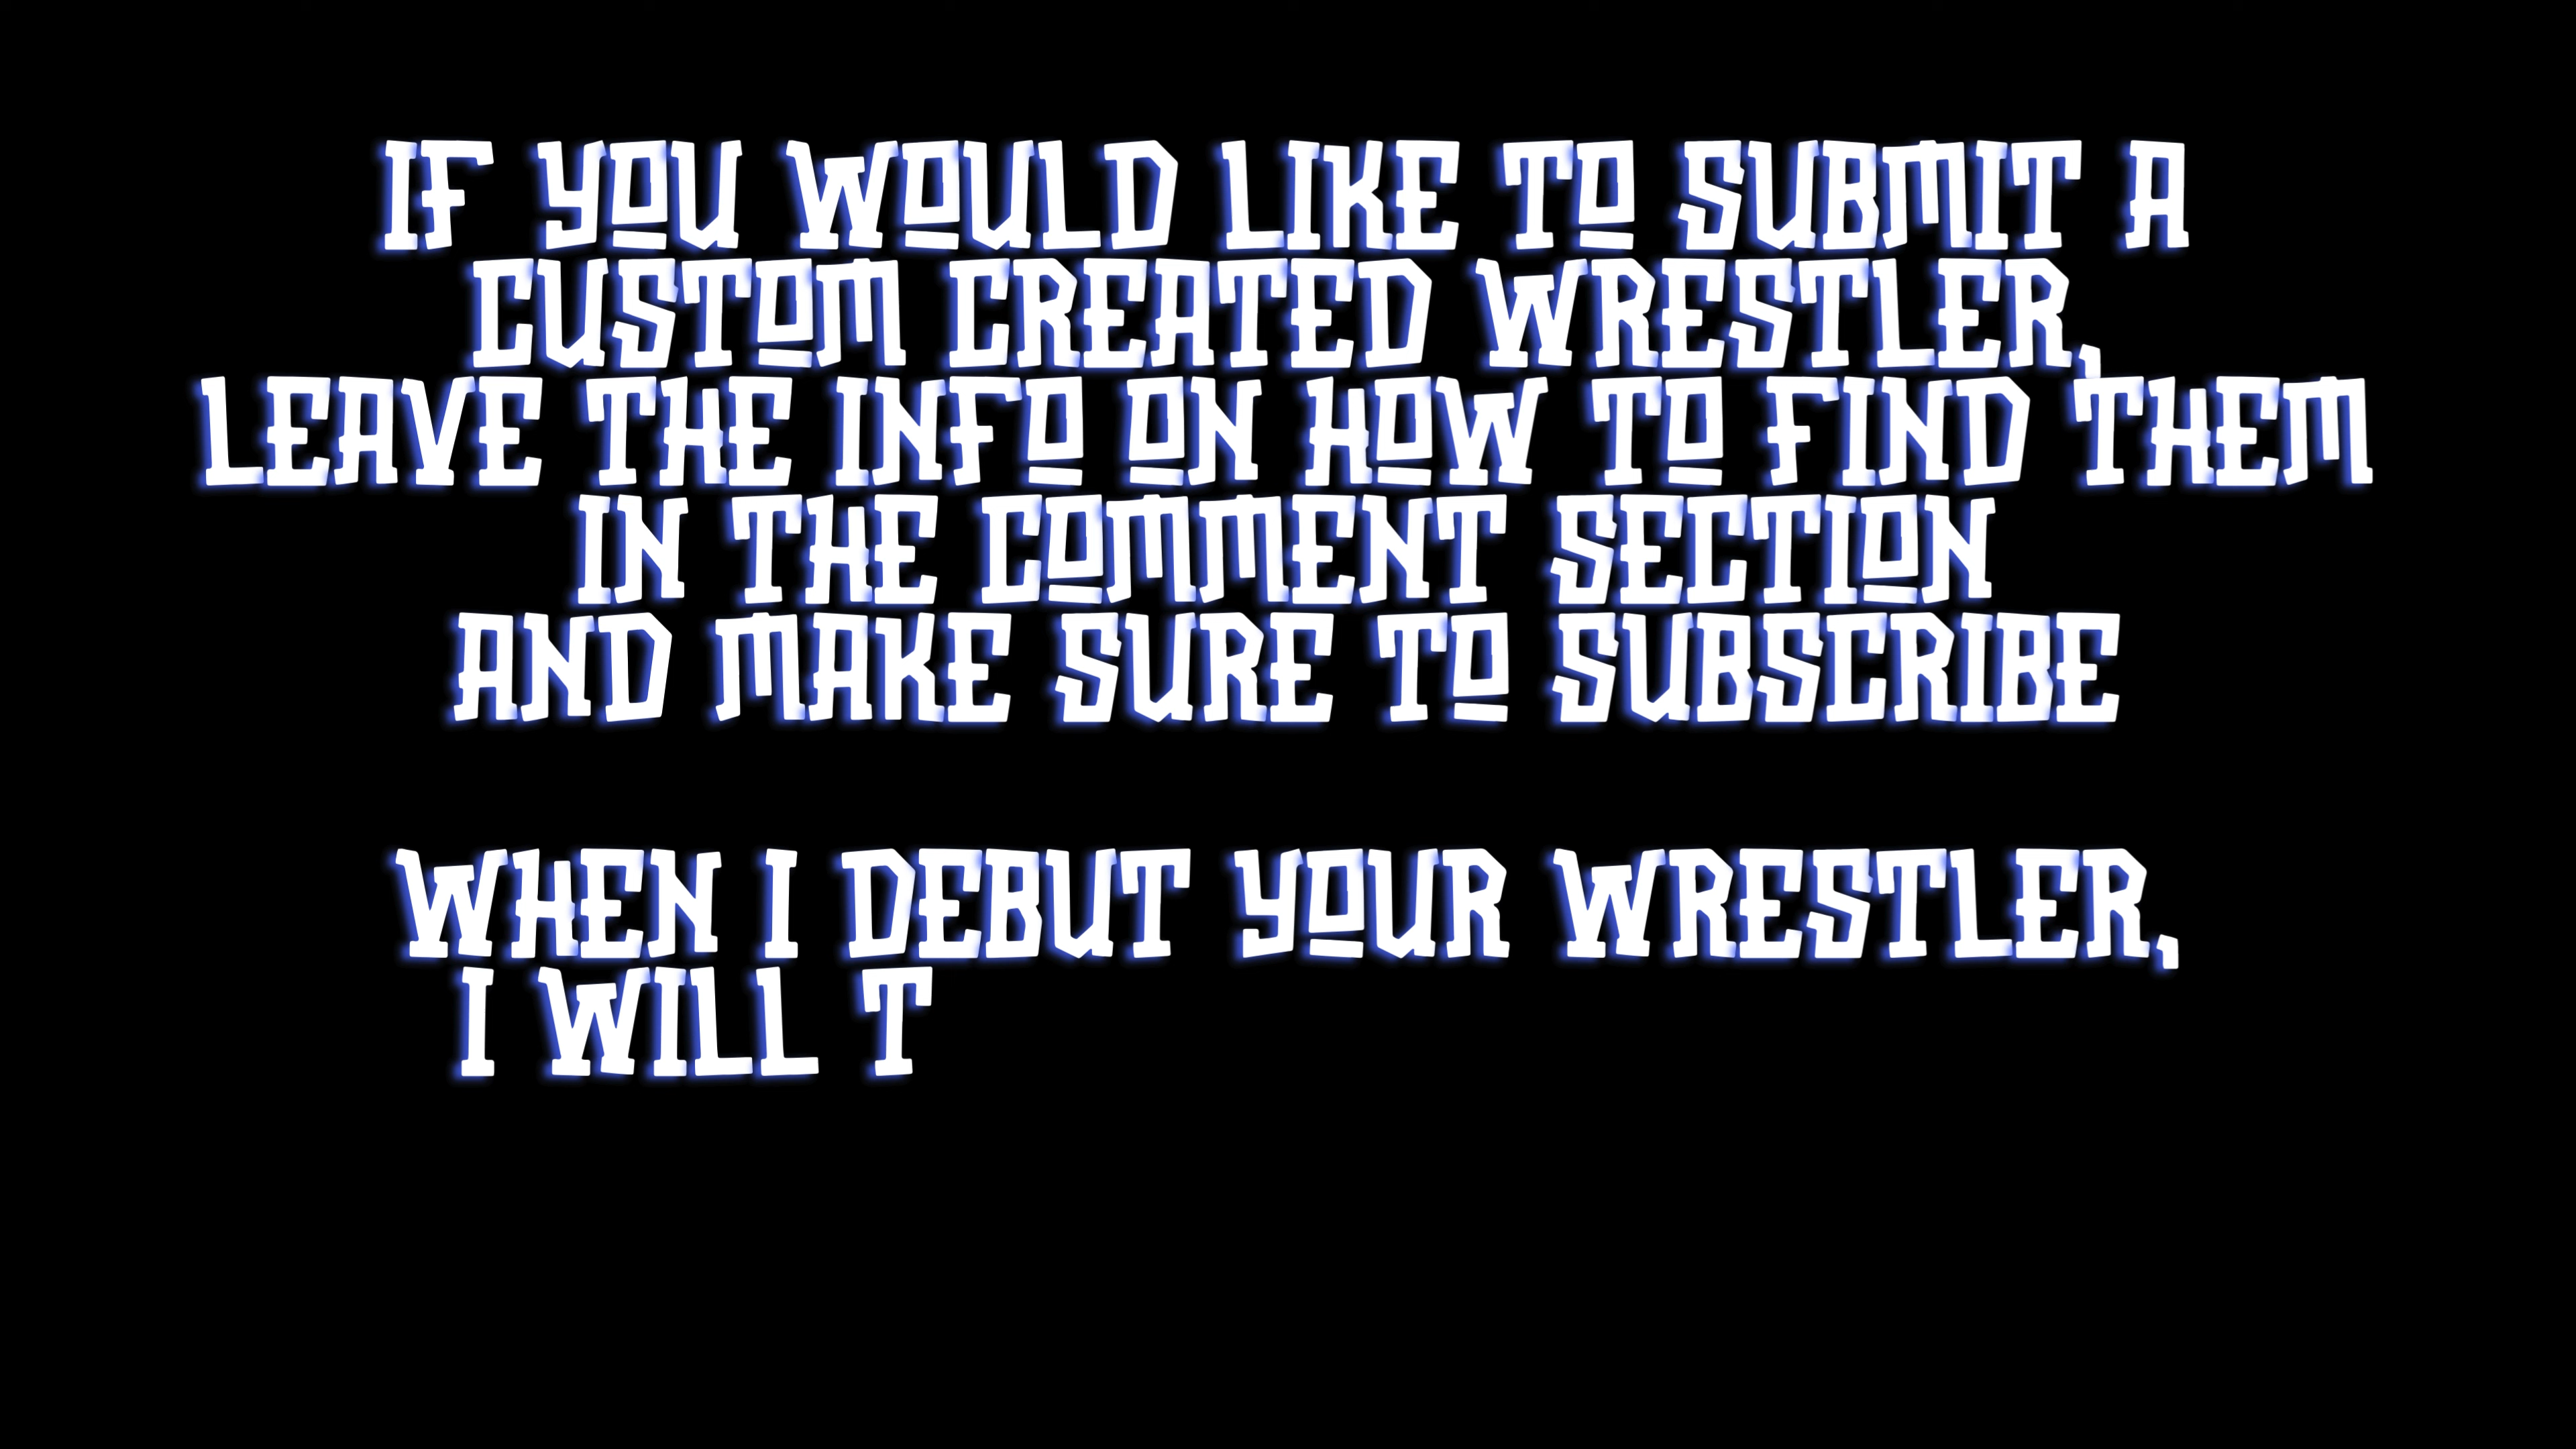 IF YOU WOULD LIKE TO SUBMIT A
CUSTOM CREATED WRESTLER,
LEAVE THE INFO ON HOW TO FIND THEM
IN THE COMMENT SECTION
AND MAKE SURE TO SUBSCRIBE
WHEN I DEBUT YOUR WRESTLER,
I WILL T